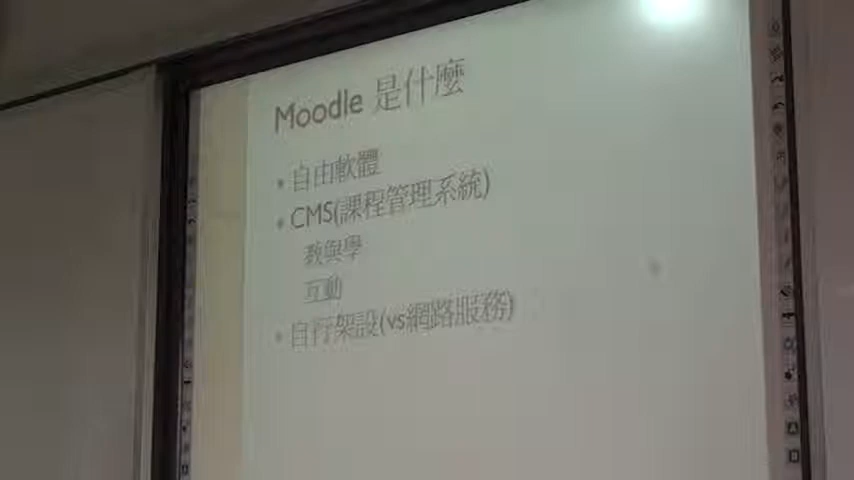 Moodle 是什麼
• 自由軟體
• CMS(課程管理系統)
教與學
互動
• 自行架設(vs網路服務)